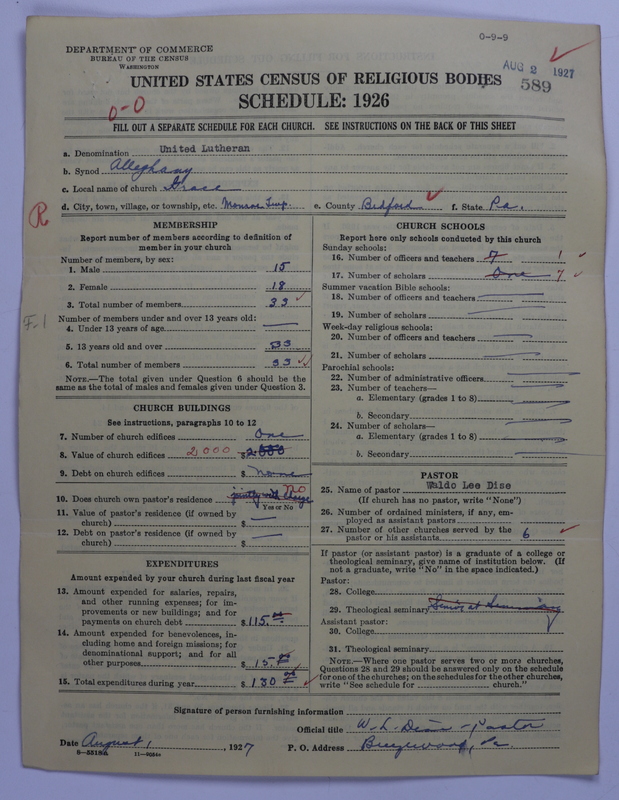 0-9-9
DEPARTMENT OF COMMERCE
BUREAU OF THE CENSUS
WASHINGTON
AUG 2 1927
589
UNITED STATES CENSUS OF RELIGIOUS BODIES
SCHEDULE: 1926
0-0
FILL OUT A SEPARATE SCHEDULE FOR EACH CHURCH. SEE INSTRUCTIONS ON THE BACK OF THIS SHEET
a. Denomination United Lutheran
b. Synod Alleghany
c. Local name of church Grace
d. City, town, village, or township, etc. Monroe Twp. e. County Bedford f. State Pa.
R
F-1
MEMBERSHIP
Report number of members according to definition of
member in your church
Number of members, by sex:
1. Male 15
2. Female 18
3. Total number of members 33
Number of members under and over 13 years old:
4. Under 13 years of age
5. 13 years old and over 33
6. Total number of members 33
NOTE.—The total given under Question 6 should be
same as the total of males and females given under Question 3.
CHURCH BUILDINGS
See instructions, paragraphs 10 to 12
7. Number of church edifices One
8. Value of church edifices 2000 $ 2000
9. Debt on church edifices $ None
10. Does church own pastor's residence jointly with charge no
Yes or No
11. Value of pastor's residence (if owned by
church) $
12. Debt on pastor's residence (if owned by
church) $
EXPENDITURES
Amount expended by your church during last fiscal year
13. Amount expended for salaries, repairs,
and other running expenses; for im-
provements or new buildings; and for
payments on church debt $ 115.00
14. Amount expended for benevolences, in-
cluding home and foreign missions; for
denominational support; and for all
other purposes $ 15.00
15. Total expenditures during year $ 130.00
CHURCH SCHOOLS
Report here only schools conducted by this church
Sunday schools:
16. Number of officers and teachers 7 1
17. Number of scholars One 7
Summer vacation Bible schools:
18. Number of officers and teachers
19. Number of scholars
Week-day religious schools:
20. Number of officers and teachers
21. Number of scholars
Parochial schools:
22. Number of administrative officers
23. Number of teachers—
a. Elementary (grades 1 to 8)
b. Secondary
24. Number of scholars—
a. Elementary (grades 1 to 8)
b. Secondary
PASTOR
25. Name of pastor Waldo Lee Dise
(If church has no pastor, write "None")
26. Number of ordained ministers, if any, em-
ployed as assistant pastors
27. Number of other churches served by the
pastor or his assistants 6
If pastor (or assistant pastor) is a graduate of a college or
theological seminary, give name of institution below. (If
not a graduate, write "No" in the space indicated.)
Pastor:
28. College
29. Theological seminary Senior at Seminary
Assistant pastor:
30. College
31. Theological seminary
NOTE.—Where one pastor serves two or more churches,
Questions 28 and 29 should be answered only on the schedule
for one of the churches; on the schedules for the other churches,
write "See schedule for church."
Signature of person furnishing information
Official title W. L. Dise - Pastor
Date August 1, 1927 P. O. Address Pa.
8-5518a 11-9084